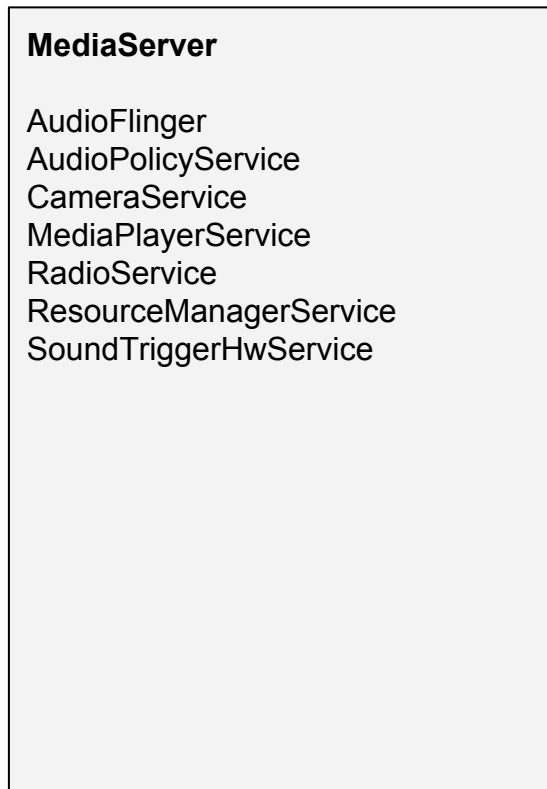 MediaServer
AudioFlinger
AudioPolicyService
CameraService
MediaPlayerService
RadioService
ResourceManagerService
SoundTriggerHwService